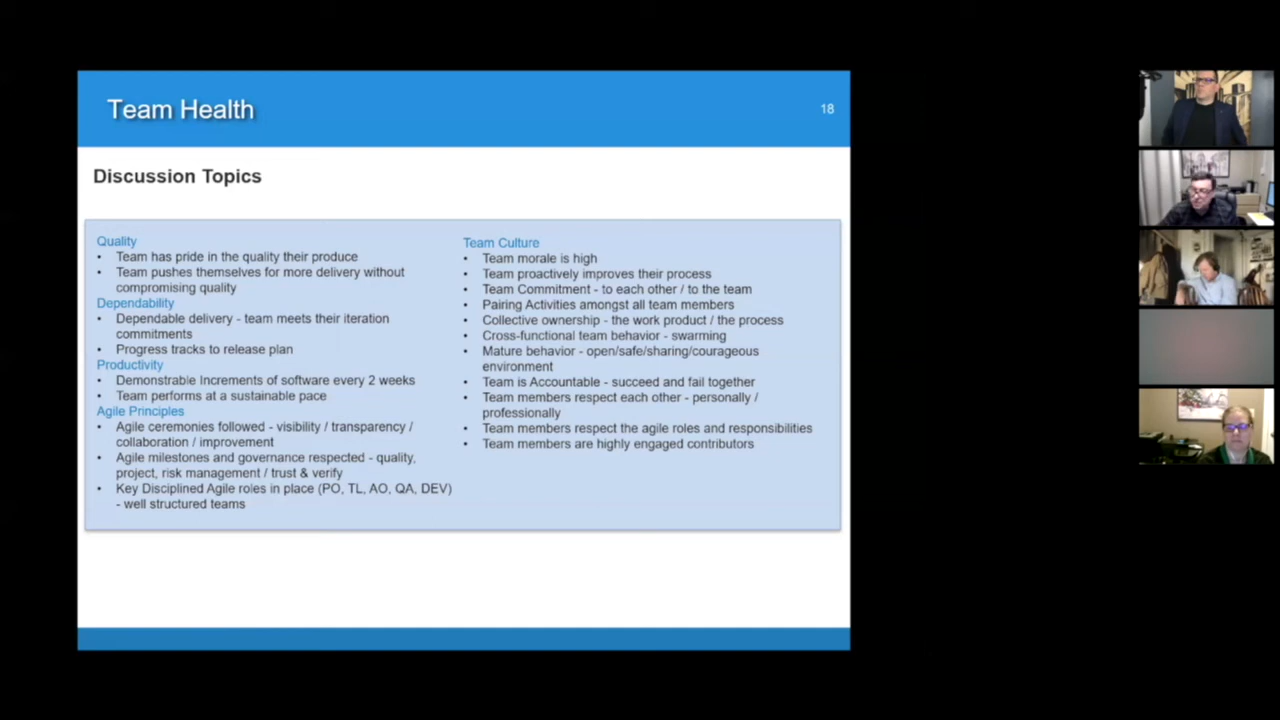 Team Health
18
Discussion Topics
Quality
• Team has pride in the quality their produce
• Team pushes themselves for more delivery without
compromising quality
Dependability
• Dependable delivery - team meets their iteration
commitments
• Progress tracks to release plan
Productivity
• Demonstrable Increments of software every 2 weeks
• Team performs at a sustainable pace
Agile Principles
• Agile ceremonies followed - visibility / transparency /
collaboration / improvement
• Agile milestones and governance respected - quality,
project, risk management / trust & verify
• Key Disciplined Agile roles in place (PO, TL, AO, QA, DEV)
- well structured teams
Team Culture
• Team morale is high
• Team proactively improves their process
• Team Commitment - to each other / to the team
• Pairing Activities amongst all team members
• Collective ownership - the work product / the process
• Cross-functional team behavior - swarming
• Mature behavior - open/safe/sharing/courageous
environment
• Team is Accountable - succeed and fail together
• Team members respect each other - personally /
professionally
• Team members respect the agile roles and responsibilities
• Team members are highly engaged contributors